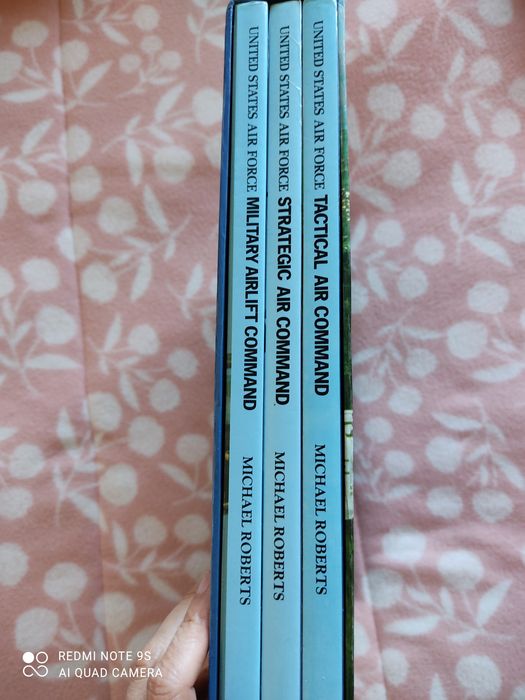 UNITED STATES AIR FORCE MILITARY AIRLIFT COMMAND MICHAEL ROBERTS
UNITED STATES AIR FORCE STRATEGIC AIR COMMAND MICHAEL ROBERTS
UNITED STATES AIR FORCE TACTICAL AIR COMMAND MICHAEL ROBERTS
REDMI NOTE 9S
AI QUAD CAMERA